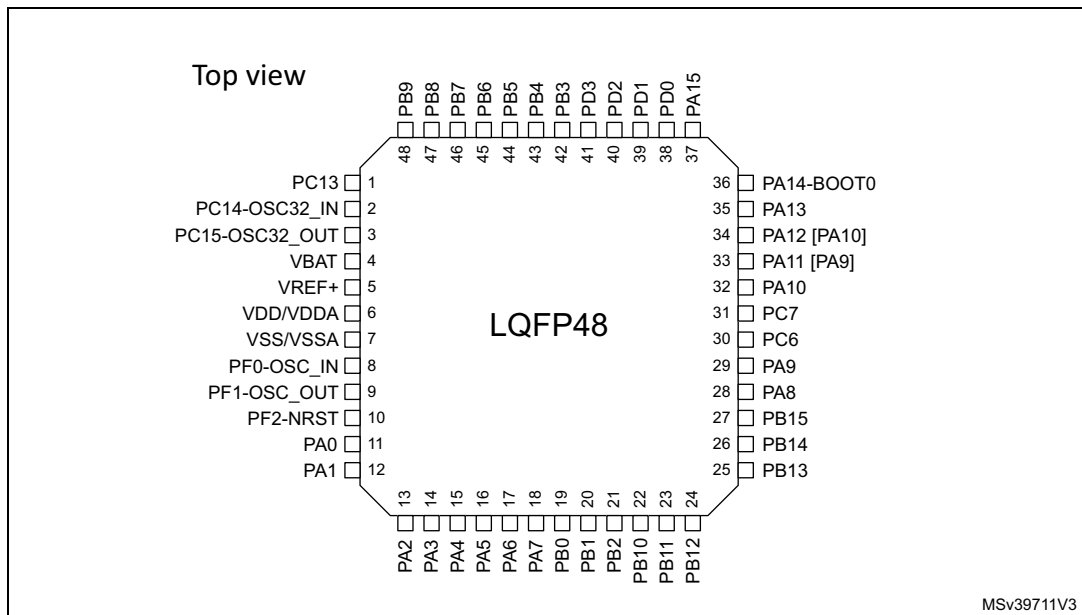 Top view
PB9
PB8
PB7
PB6
PB5
PB4
PB3
PD3
PD2
PD1
PD0
PA15
48
47
46
45
44
43
42
41
40
39
38
37
PC13 1
PC14-OSC32_IN 2
PC15-OSC32_OUT 3
VBAT 4
VREF+ 5
VDD/VDDA 6
VSS/VSSA 7
PF0-OSC_IN 8
PF1-OSC_OUT 9
PF2-NRST 10
PA0 11
PA1 12
LQFP48
36 PA14-BOOT0
35 PA13
34 PA12 [PA10]
33 PA11 [PA9]
32 PA10
31 PC7
30 PC6
29 PA9
28 PA8
27 PB15
26 PB14
25 PB13
13
14
15
16
17
18
19
20
21
22
23
24
PA2
PA3
PA4
PA5
PA6
PA7
PB0
PB1
PB2
PB10
PB11
PB12
MSv39711V3